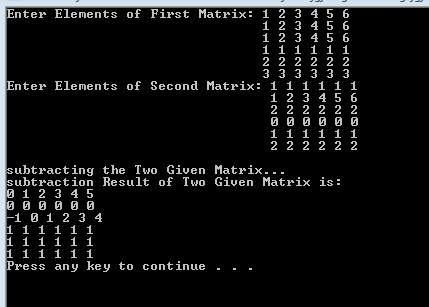 Enter Elements of First Matrix: 1 2 3 4 5 6
1 2 3 4 5 6
1 2 3 4 5 6
1 1 1 1 1 1
2 2 2 2 2 2
3 3 3 3 3 3
Enter Elements of Second Matrix: 1 1 1 1 1 1
1 2 3 4 5 6
2 2 2 2 2 2
0 0 0 0 0 0
1 1 1 1 1 1
2 2 2 2 2 2
subtracting the Two Given Matrix...
subtraction Result of Two Given Matrix is:
0 1 2 3 4 5
0 0 0 0 0 0
-1 0 1 2 3 4
1 1 1 1 1 1
1 1 1 1 1 1
1 1 1 1 1 1
Press any key to continue . . .